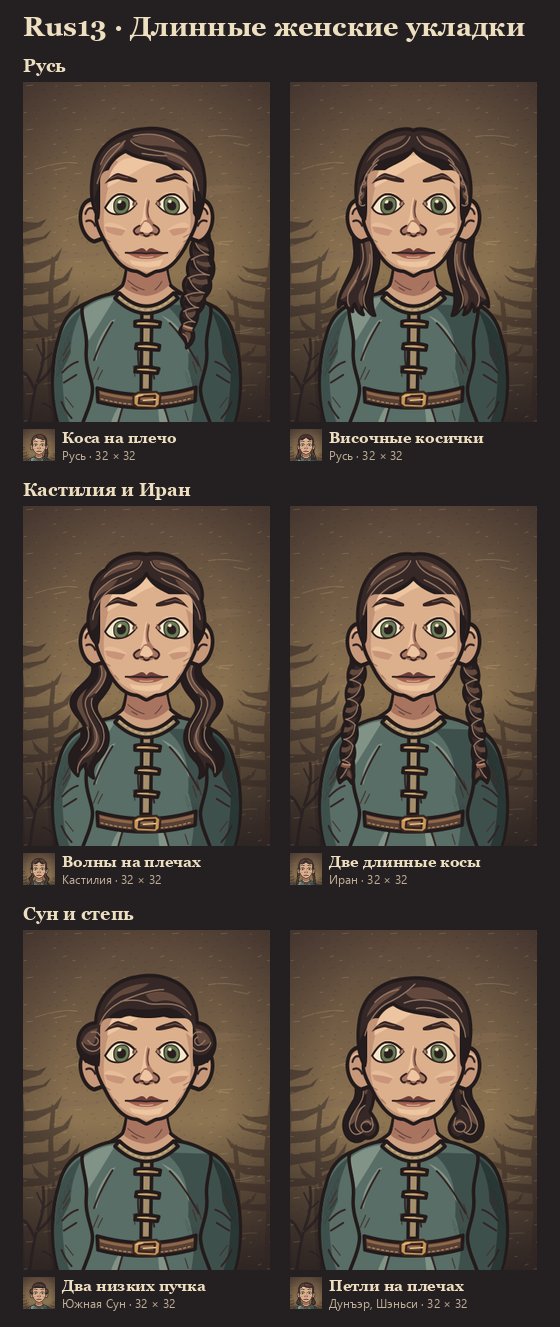 Rus13 · Длинные женские укладки
Русь
Коса на плечо
Русь · 32 × 32
Височные косички
Русь · 32 × 32
Кастилия и Иран
Волны на плечах
Кастилия · 32 × 32
Две длинные косы
Иран · 32 × 32
Сун и степь
Два низких пучка
Южная Сун · 32 × 32
Петли на плечах
Дунъэр, Шэньси · 32 × 32